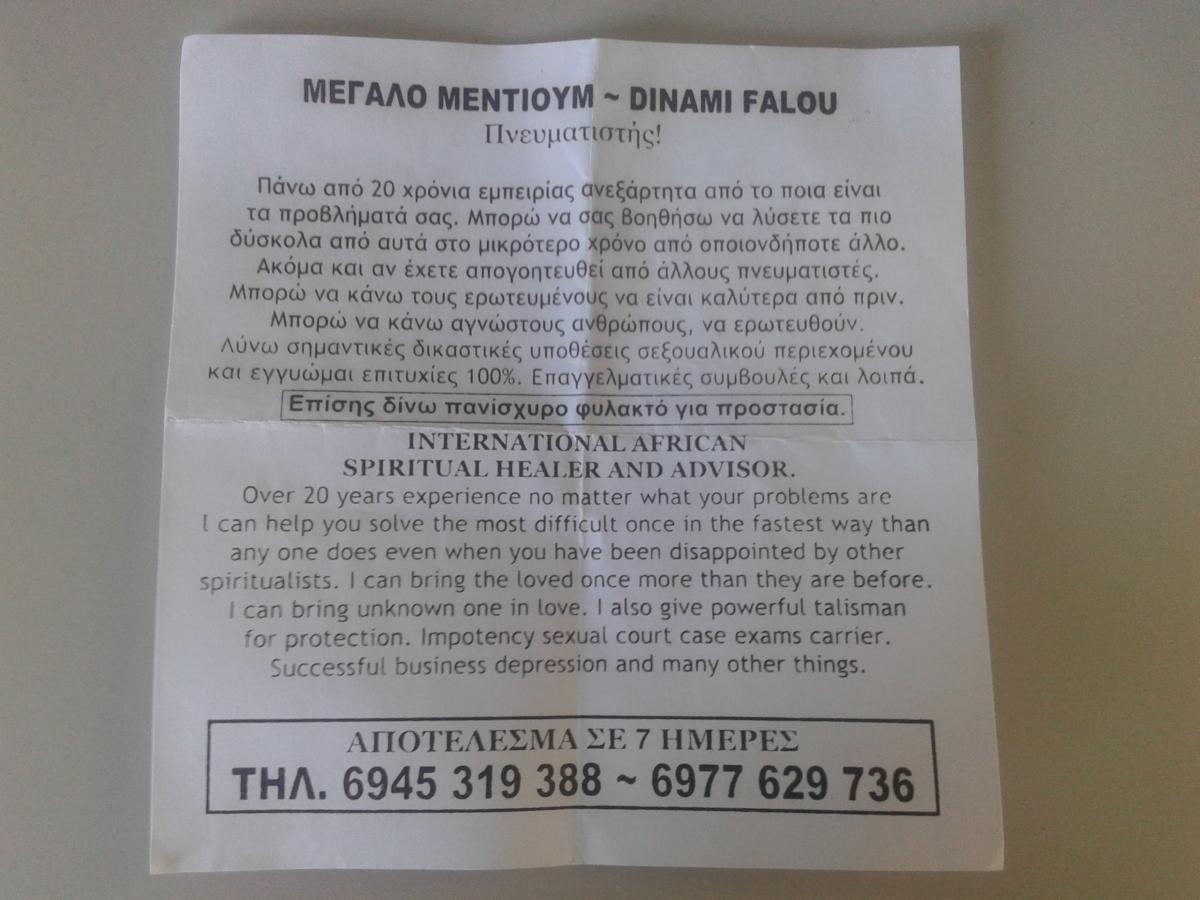 ΜΕΓΑΛΟ ΜΕΝΤΙΟΥΜ ~ DINAMI FALOU
Πνευματιστής!
Πάνω από 20 χρόνια εμπειρίας ανεξάρτητα από το ποια είναι
τα προβλήματά σας. Μπορώ να σας βοηθήσω να λύσετε τα πιο
δύσκολα από αυτά στο μικρότερο χρόνο από οποιονδήποτε άλλο.
Ακόμα και αν έχετε απογοητευθεί από άλλους πνευματιστές.
Μπορώ να κάνω τους ερωτευμένους να είναι καλύτερα από πριν.
Μπορώ να κάνω αγνώστους ανθρώπους, να ερωτευθούν.
Λύνω σημαντικές δικαστικές υποθέσεις σεξουαλικού περιεχομένου
και εγγυώμαι επιτυχίες 100%. Επαγγελματικές συμβουλές και λοιπά.
Επίσης δίνω πανίσχυρο φυλακτό για προστασία.
INTERNATIONAL AFRICAN
SPIRITUAL HEALER AND ADVISOR.
Over 20 years experience no matter what your problems are
I can help you solve the most difficult once in the fastest way than
any one does even when you have been disappointed by other
spiritualists. I can bring the loved once more than they are before.
I can bring unknown one in love. I also give powerful talisman
for protection. Impotency sexual court case exams carrier.
Successful business depression and many other things.
ΑΠΟΤΕΛΕΣΜΑ ΣΕ 7 ΗΜΕΡΕΣ
ΤΗΛ. 6945 319 388 ~ 6977 629 736